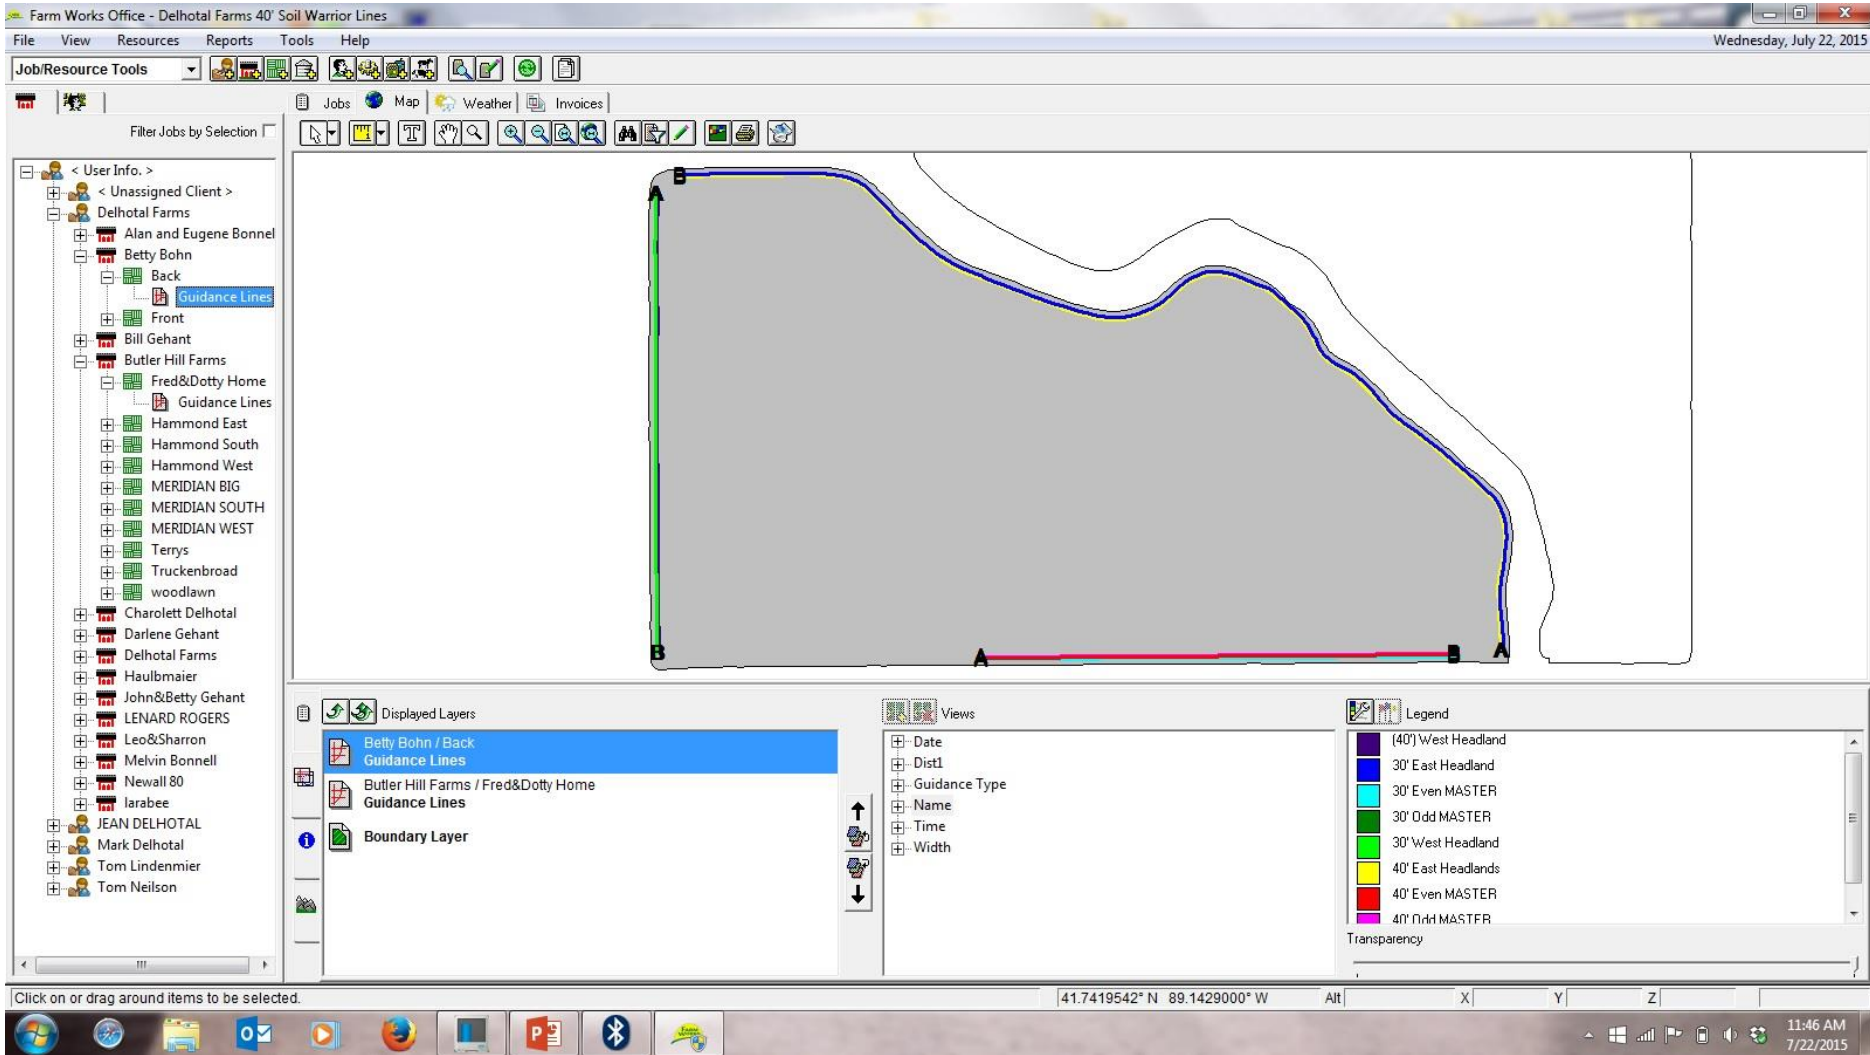 Farm Works Office - Delhotal Farms 40' Soil Warrior Lines
File View Resources Reports Tools Help
Wednesday, July 22, 2015
Job/Resource Tools
Jobs Map Weather Invoices
Filter Jobs by Selection
T
< User Info. >
< Unassigned Client >
Delhotal Farms
Alan and Eugene Bonnel
Betty Bohn
Back
Guidance Lines
Front
Bill Gehant
Butler Hill Farms
Fred&Dotty Home
Guidance Lines
Hammond East
Hammond South
Hammond West
MERIDIAN BIG
MERIDIAN SOUTH
MERIDIAN WEST
Terrys
Truckenbroad
woodlawn
Charolett Delhotal
Darlene Gehant
Delhotal Farms
Haulbmaier
John&Betty Gehant
LENARD ROGERS
Leo&Sharron
Melvin Bonnell
Newall 80
larabee
JEAN DELHOTAL
Mark Delhotal
Tom Lindenmier
Tom Neilson
B
A
B
A
B
A
Displayed Layers
Betty Bohn / Back
Guidance Lines
Butler Hill Farms / Fred&Dotty Home
Guidance Lines
Boundary Layer
Views
Date
Dist1
Guidance Type
Name
Time
Width
Legend
(40') West Headland
30' East Headland
30' Even MASTER
30' Odd MASTER
30' West Headland
40' East Headlands
40' Even MASTER
40' Odd MASTER
Transparency
Click on or drag around items to be selected.
41.7419542° N 89.1429000° W
Alt X Y Z
11:46 AM
7/22/2015